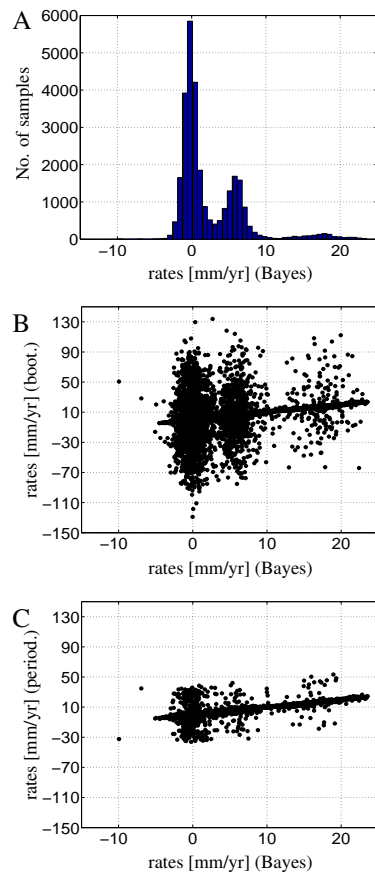 A
6000
5000
4000
3000
2000
1000
0
No. of samples
−10 0 10 20
rates [mm/yr] (Bayes)
B
130
90
50
10
−30
−70
−110
−150
rates [mm/yr] (boot.)
−10 0 10 20
rates [mm/yr] (Bayes)
C
130
90
50
10
−30
−70
−110
−150
rates [mm/yr] (period.)
−10 0 10 20
rates [mm/yr] (Bayes)